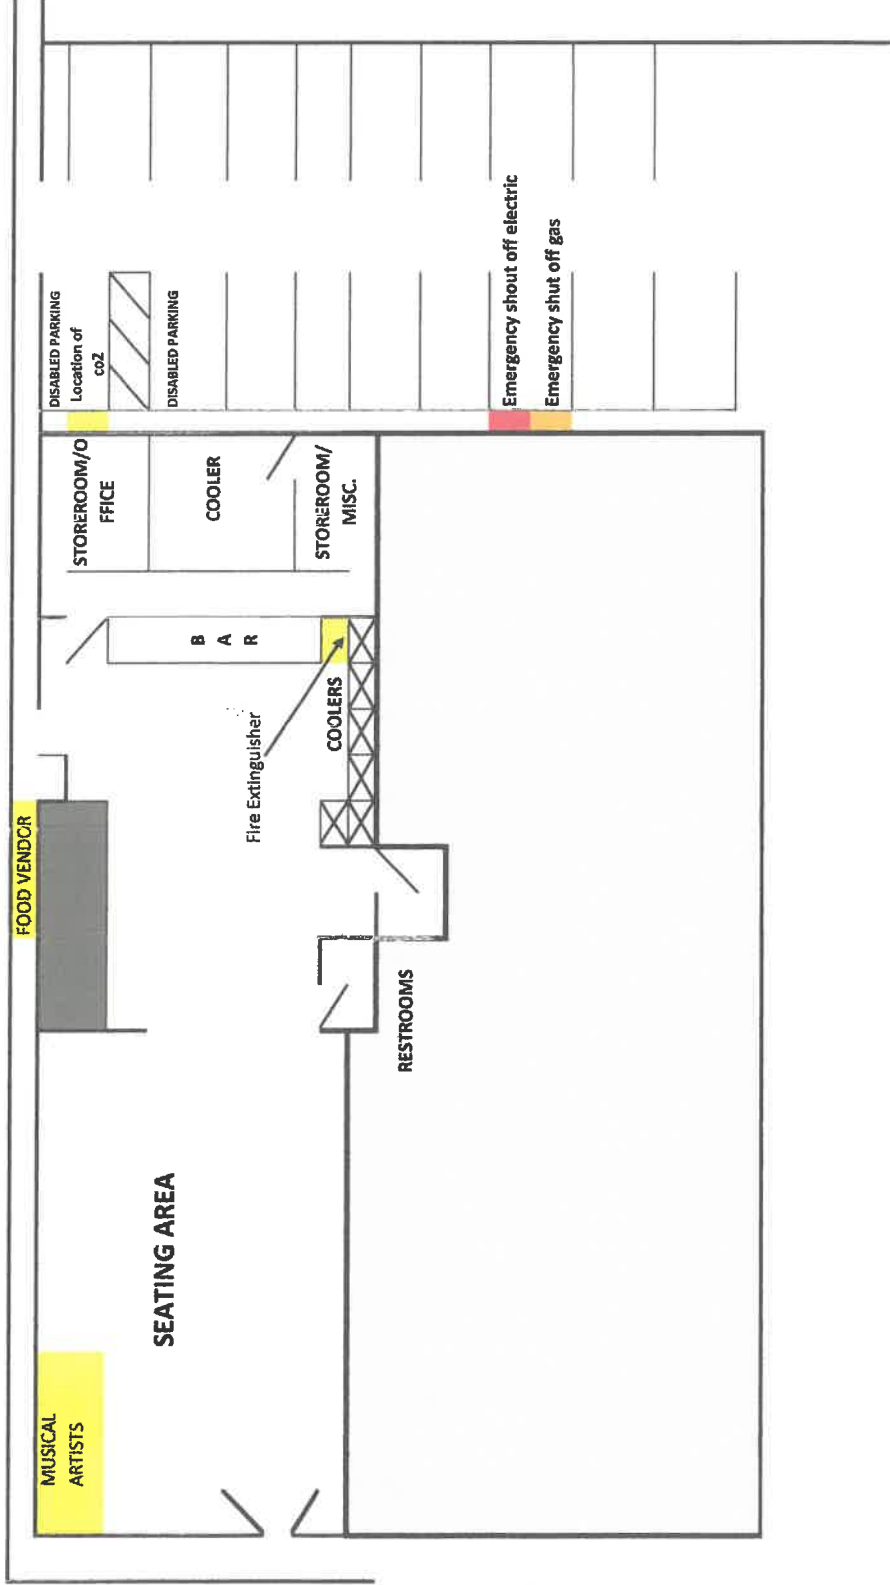 DISABLED PARKING
Location of
co2
DISABLED PARKING
Emergency shout off electric
Emergency shut off gas
STOREROOM/O
FFICE
COOLER
STOREROOM/
MISC.
B A R
Fire Extinguisher
COOLERS
FOOD VENDOR
RESTROOMS
SEATING AREA
MUSICAL
ARTISTS